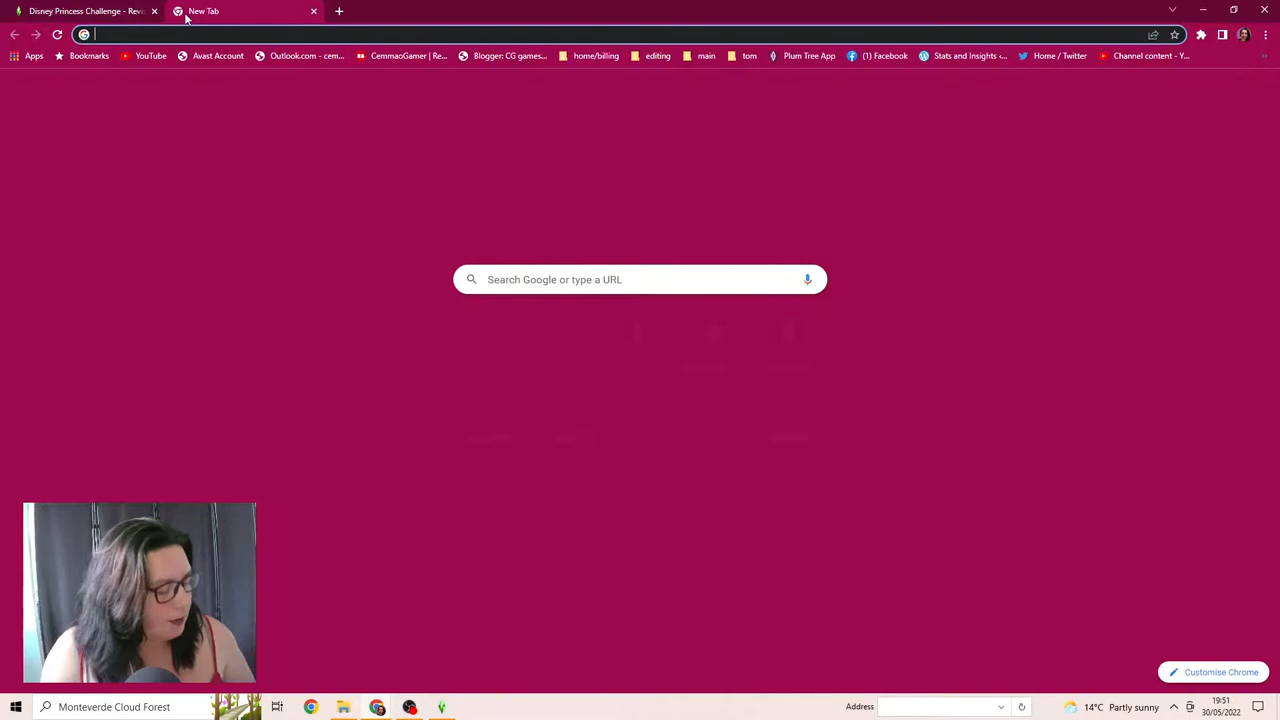 Disney Princess Challenge - Revi
New Tab
Apps
Bookmarks
YouTube
Avast Account
Outlook.com - cem...
CemmaoGamer | Re...
Blogger: CG games...
home/billing
editing
main
tom
Plum Tree App
(1) Facebook
Stats and Insights ‹...
Home / Twitter
Channel content - Y...
Search Google or type a URL
Customise Chrome
Monteverde Cloud Forest
Address
14°C Partly sunny
19:51
30/05/2022